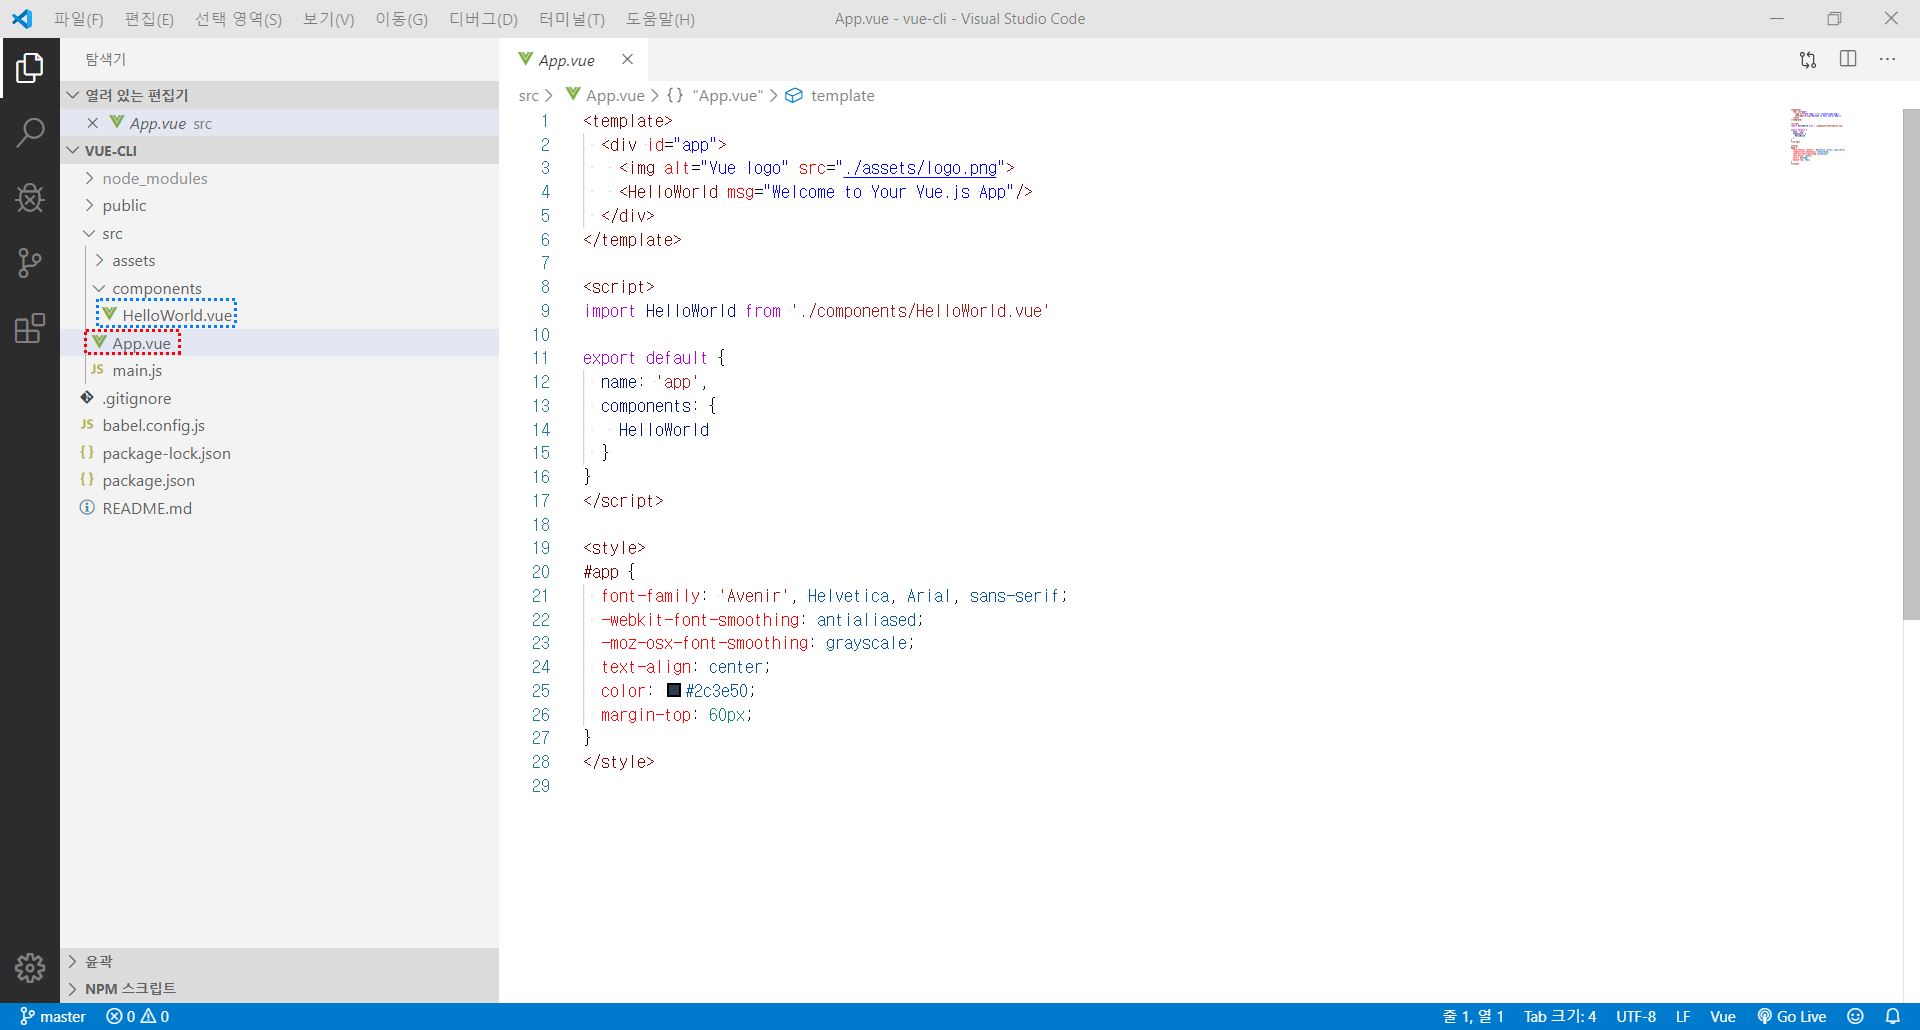 파일(F) 편집(E) 선택 영역(S) 보기(V) 이동(G) 디버그(D) 터미널(T) 도움말(H) App.vue - vue-cli - Visual Studio Code
탐색기
열려 있는 편집기
App.vue src
VUE-CLI
node_modules
public
src
assets
components
HelloWorld.vue
App.vue
JS main.js
.gitignore
JS babel.config.js
{} package-lock.json
{} package.json
README.md
윤곽
NPM 스크립트
App.vue
src > App.vue > {} "App.vue" > template
1 <template>
2 <div id="app">
3 <img alt="Vue logo" src="./assets/logo.png">
4 <HelloWorld msg="Welcome to Your Vue.js App"/>
5 </div>
6 </template>
7
8 <script>
9 import HelloWorld from './components/HelloWorld.vue'
10
11 export default {
12 name: 'app',
13 components: {
14 HelloWorld
15 }
16 }
17 </script>
18
19 <style>
20 #app {
21 font-family: 'Avenir', Helvetica, Arial, sans-serif;
22 -webkit-font-smoothing: antialiased;
23 -moz-osx-font-smoothing: grayscale;
24 text-align: center;
25 color: #2c3e50;
26 margin-top: 60px;
27 }
28 </style>
29
master 0 0 줄 1, 열 1 Tab 크기: 4 UTF-8 LF Vue Go Live